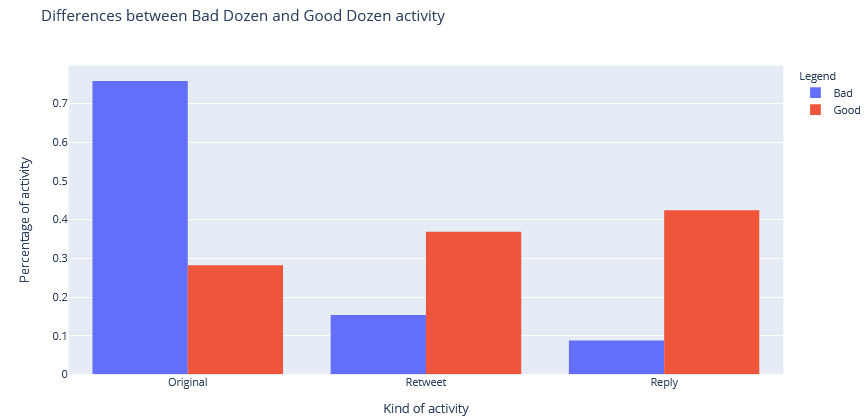 Differences between Bad Dozen and Good Dozen activity
Legend
Bad
Good
Percentage of activity
0.7
0.6
0.5
0.4
0.3
0.2
0.1
0
Original
Retweet
Reply
Kind of activity